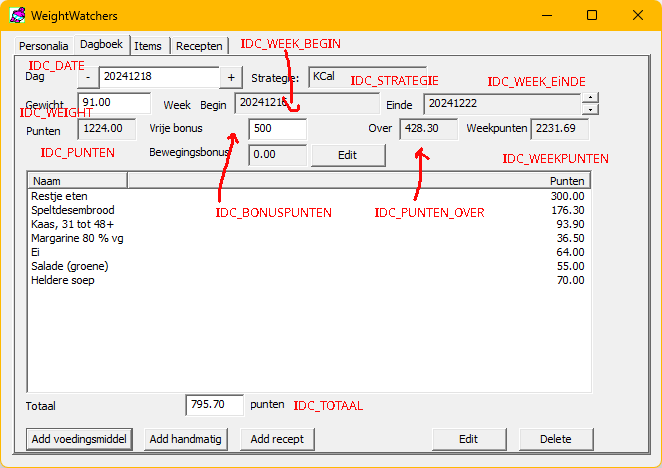 WeightWatchers
Personalia Dagboek Items Recepten IDC_WEEK_BEGIN
IDC_DATE
Dag - 20241218 + Strategie: KCal
IDC_STRATEGIE IDC_WEEK_EiNDE
Gewicht 91.00 Week Begin 20241216 Einde 20241222
IDC_WEIGHT
Punten 1224.00 Vrije bonus 500 Over 428.30 Weekpunten 2231.69
IDC_PUNTEN Bewegingsbonus 0.00 Edit IDC_WEEKPUNTEN
Naam Punten
Restje eten 300.00
Speltdesembrood 176.30
Kaas, 31 tot 48+ 93.90
IDC_BONUSPUNTEN IDC_PUNTEN_OVER
Margarine 80 % vg 36.50
Ei 64.00
Salade (groene) 55.00
Heldere soep 70.00
Totaal 795.70 punten IDC_TOTAAL
Add voedingsmiddel Add handmatig Add recept Edit Delete